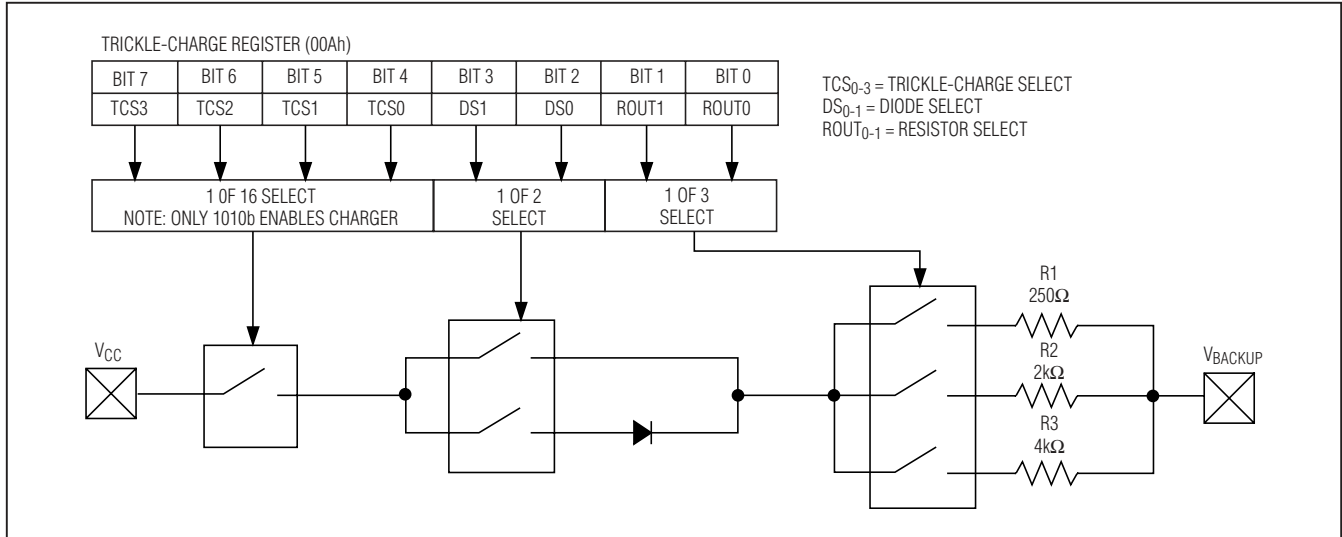 TRICKLE-CHARGE REGISTER (00Ah)
BIT 7 BIT 6 BIT 5 BIT 4 BIT 3 BIT 2 BIT 1 BIT 0
TCS3 TCS2 TCS1 TCS0 DS1 DS0 ROUT1 ROUT0
TCS0-3 = TRICKLE-CHARGE SELECT
DS0-1 = DIODE SELECT
ROUT0-1 = RESISTOR SELECT
1 0F 16 SELECT
NOTE: ONLY 1010b ENABLES CHARGER
1 OF 2
SELECT
1 OF 3
SELECT
VCC
R1
250Ω
R2
2kΩ
R3
4kΩ
VBACKUP